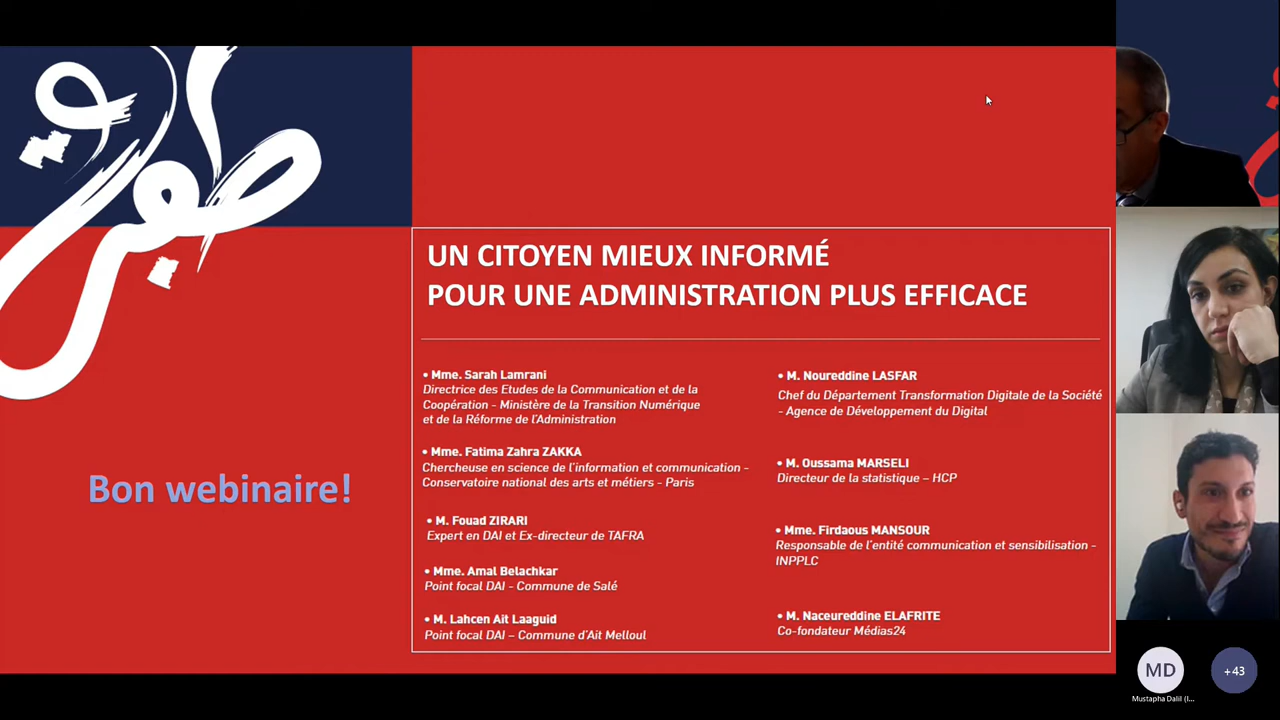 UN CITOYEN MIEUX INFORMÉ
POUR UNE ADMINISTRATION PLUS EFFICACE
• Mme. Sarah Lamrani
Directrice des Etudes de la Communication et de la
Coopération - Ministère de la Transition Numérique
et de la Réforme de l'Administration
• Mme. Fatima Zahra ZAKKA
Chercheuse en science de l'information et communication -
Conservatoire national des arts et métiers - Paris
• M. Fouad ZIRARI
Expert en DAI et Ex-directeur de TAFRA
• Mme. Amal Belachkar
Point focal DAI - Commune de Salé
• M. Lahcen Ait Laaguid
Point focal DAI – Commune d'Ait Melloul
• M. Noureddine LASFAR
Chef du Département Transformation Digitale de la Société
- Agence de Développement du Digital
• M. Oussama MARSELI
Directeur de la statistique – HCP
• Mme. Firdaous MANSOUR
Responsable de l'entité communication et sensibilisation -
INPPLC
• M. Naceureddine ELAFRITE
Co-fondateur Médias24
Bon webinaire!
MD
+43
Mustapha Dalil (I...